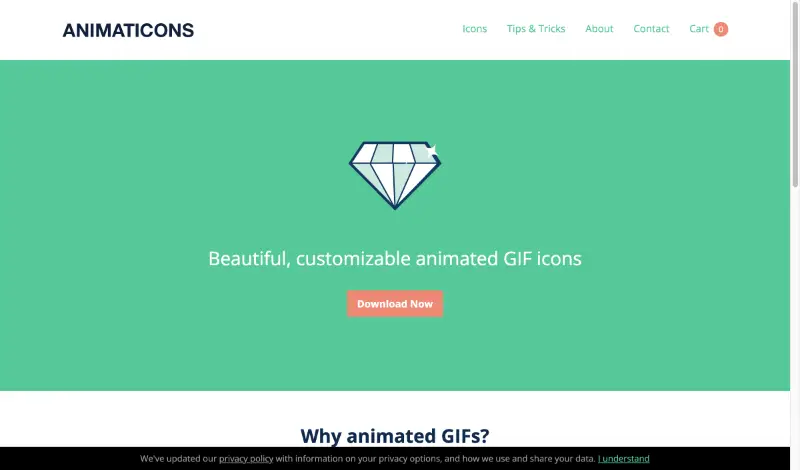 ANIMATICONS
Icons Tips & Tricks About Contact Cart 0
Beautiful, customizable animated GIF icons
Download Now
Why animated GIFs?
We've updated our privacy policy with information on your privacy options, and how we use and share your data. I understand